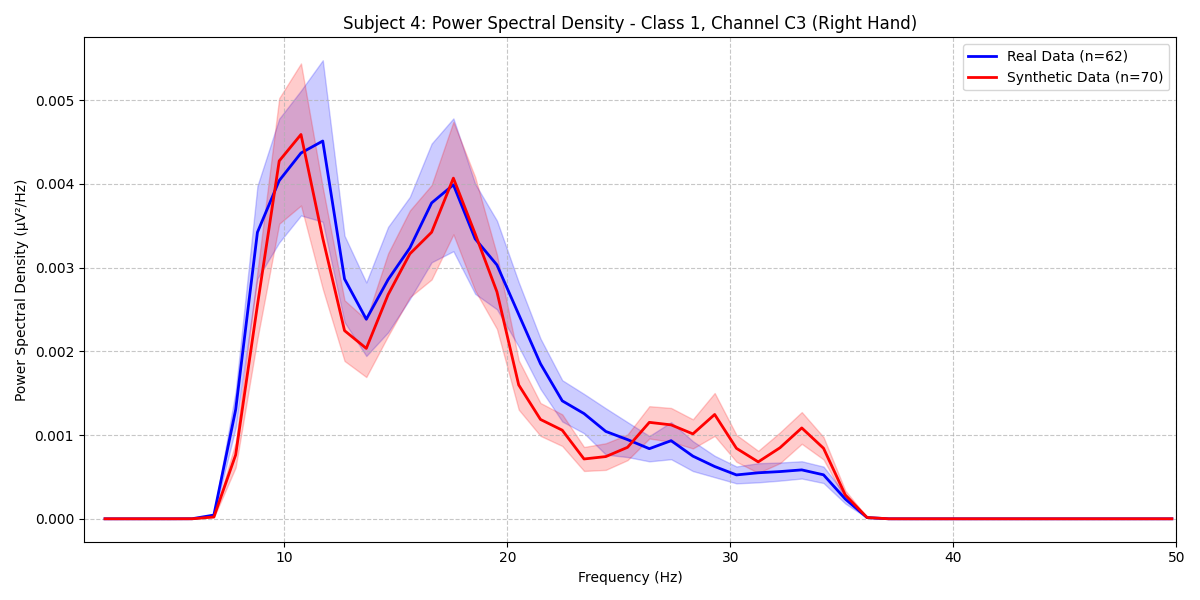 Subject 4: Power Spectral Density - Class 1, Channel C3 (Right Hand)
Real Data (n=62)
Synthetic Data (n=70)
Power Spectral Density (μV²/Hz)
0.005
0.004
0.003
0.002
0.001
0.000
10 20 30 40 50
Frequency (Hz)